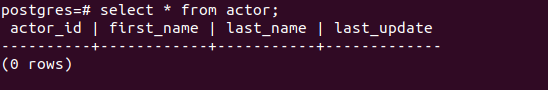 postgres=# select * from actor;
 actor_id | first_name | last_name | last_update
----------+------------+-----------+-------------
(0 rows)